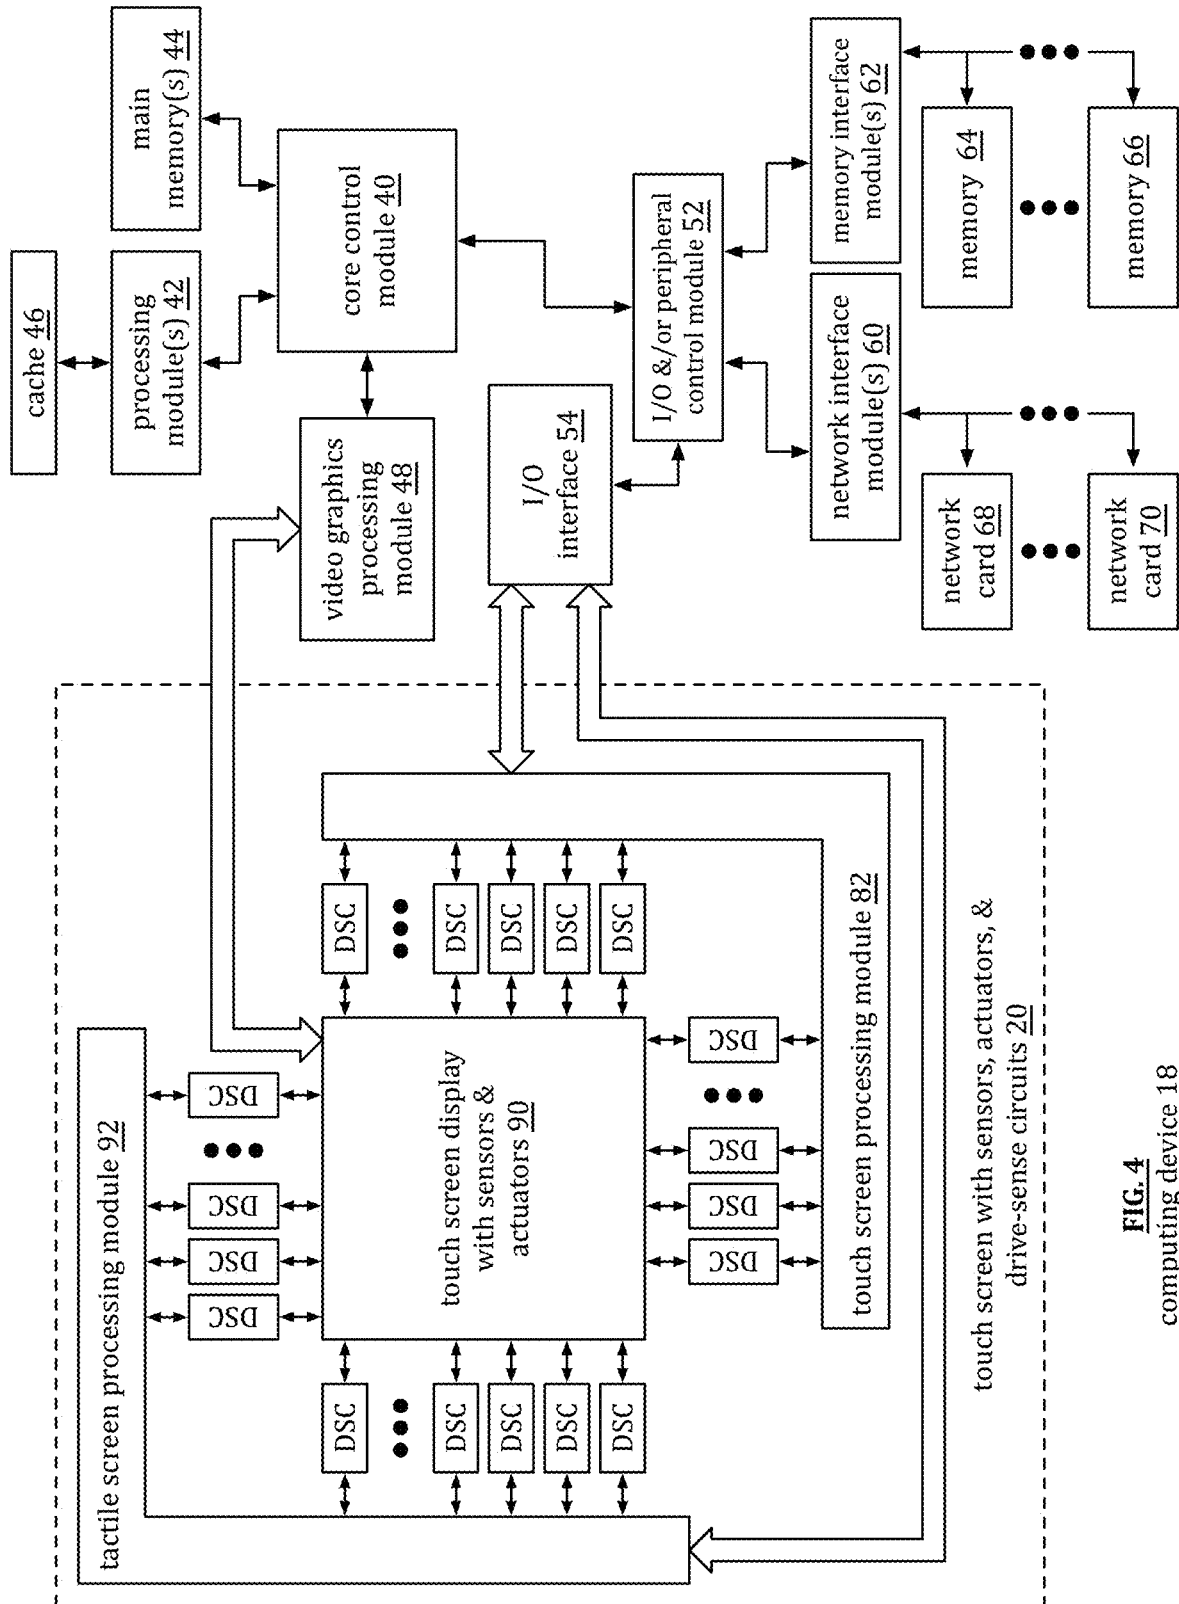 cache 46
tactile screen processing module 92
processing
module(s) 42
main
memory(s) 44
DSC
DSC
DSC
DSC
DSC
DSC
DSC
DSC
DSC
touch screen display
with sensors &
actuators 90
DSC
DSC
DSC
DSC
DSC
video graphics
processing
module 48
core control
module 40
I/O
interface 54
DSC
DSC
DSC
DSC
I/O &/or peripheral
control module 52
touch screen processing module 82
network interface
module(s) 60
memory interface
module(s) 62
touch screen with sensors, actuators, &
drive-sense circuits 20
network
card 68
memory 64
network
card 70
memory 66
FIG. 4
computing device 18